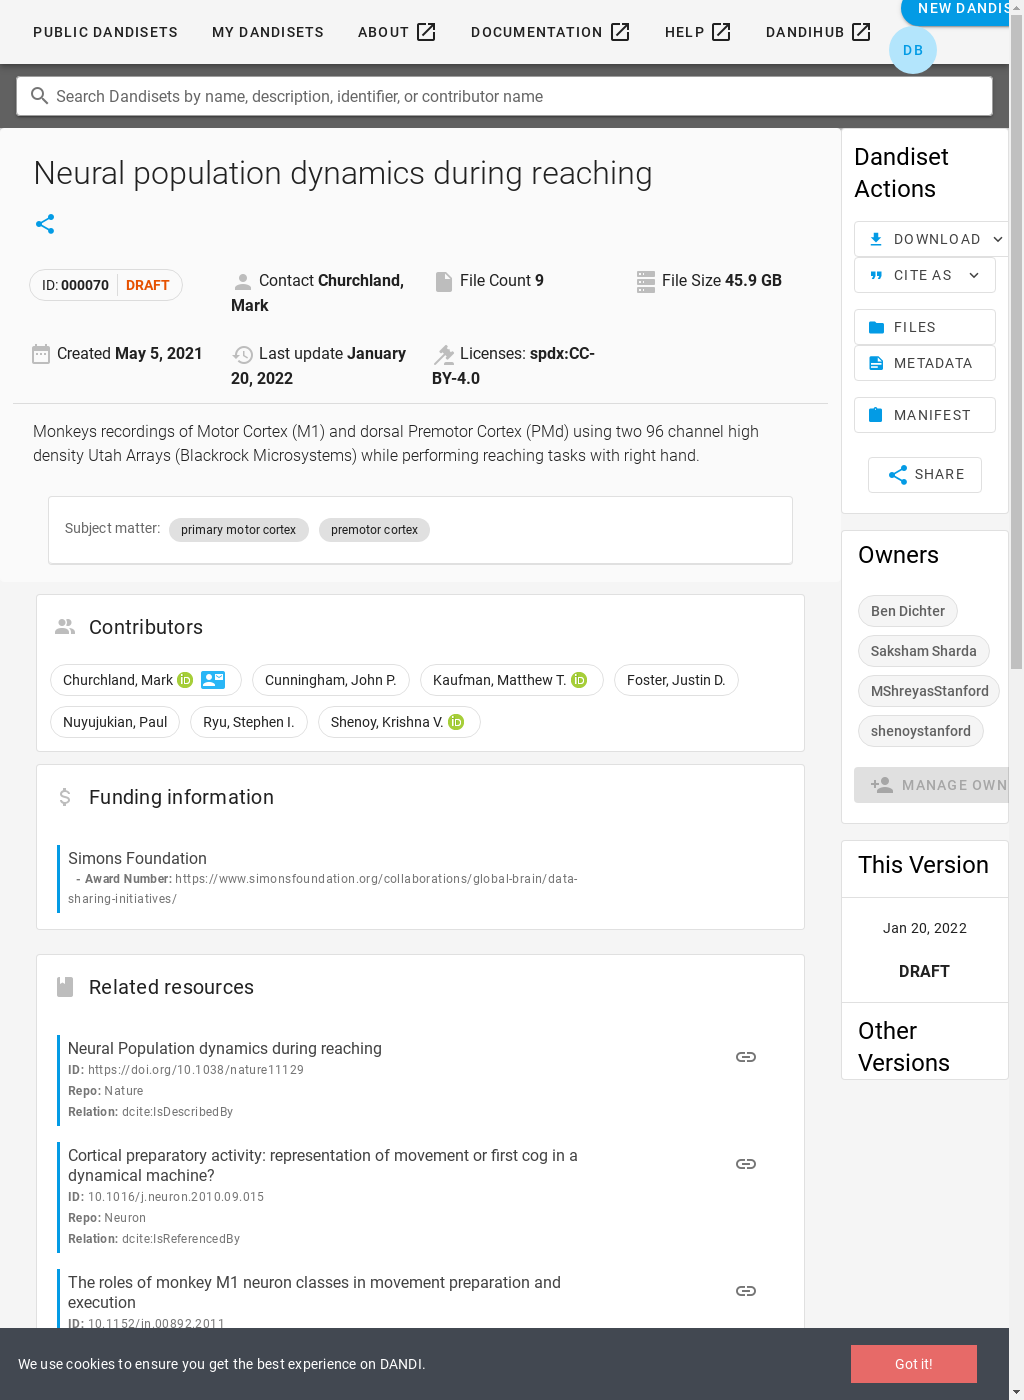 PUBLIC DANDISETS MY DANDISETS ABOUT DOCUMENTATION HELP DANDIHUB
NEW DANDIS
DB
Search Dandisets by name, description, identifier, or contributor name
Neural population dynamics during reaching
ID: 000070 DRAFT
Contact Churchland,
Mark
File Count 9
File Size 45.9 GB
Created May 5, 2021
Last update January
20, 2022
Licenses: spdx:CC-
BY-4.0
Monkeys recordings of Motor Cortex (M1) and dorsal Premotor Cortex (PMd) using two 96 channel high
density Utah Arrays (Blackrock Microsystems) while performing reaching tasks with right hand.
Subject matter: primary motor cortex premotor cortex
Contributors
Churchland, Mark iD Cunningham, John P. Kaufman, Matthew T. iD Foster, Justin D.
Nuyujukian, Paul Ryu, Stephen I. Shenoy, Krishna V. iD
Funding information
Simons Foundation
- Award Number: https://www.simonsfoundation.org/collaborations/global-brain/data-
sharing-initiatives/
Related resources
Neural Population dynamics during reaching
ID: https://doi.org/10.1038/nature11129
Repo: Nature
Relation: dcite:IsDescribedBy
Cortical preparatory activity: representation of movement or first cog in a
dynamical machine?
ID: 10.1016/j.neuron.2010.09.015
Repo: Neuron
Relation: dcite:IsReferencedBy
The roles of monkey M1 neuron classes in movement preparation and
execution
ID: 10.1152/jn.00892.2011
Dandiset
Actions
DOWNLOAD
CITE AS
FILES
METADATA
MANIFEST
SHARE
Owners
Ben Dichter
Saksham Sharda
MShreyasStanford
shenoystanford
MANAGE OWN
This Version
Jan 20, 2022
DRAFT
Other
Versions
We use cookies to ensure you get the best experience on DANDI.
Got it!